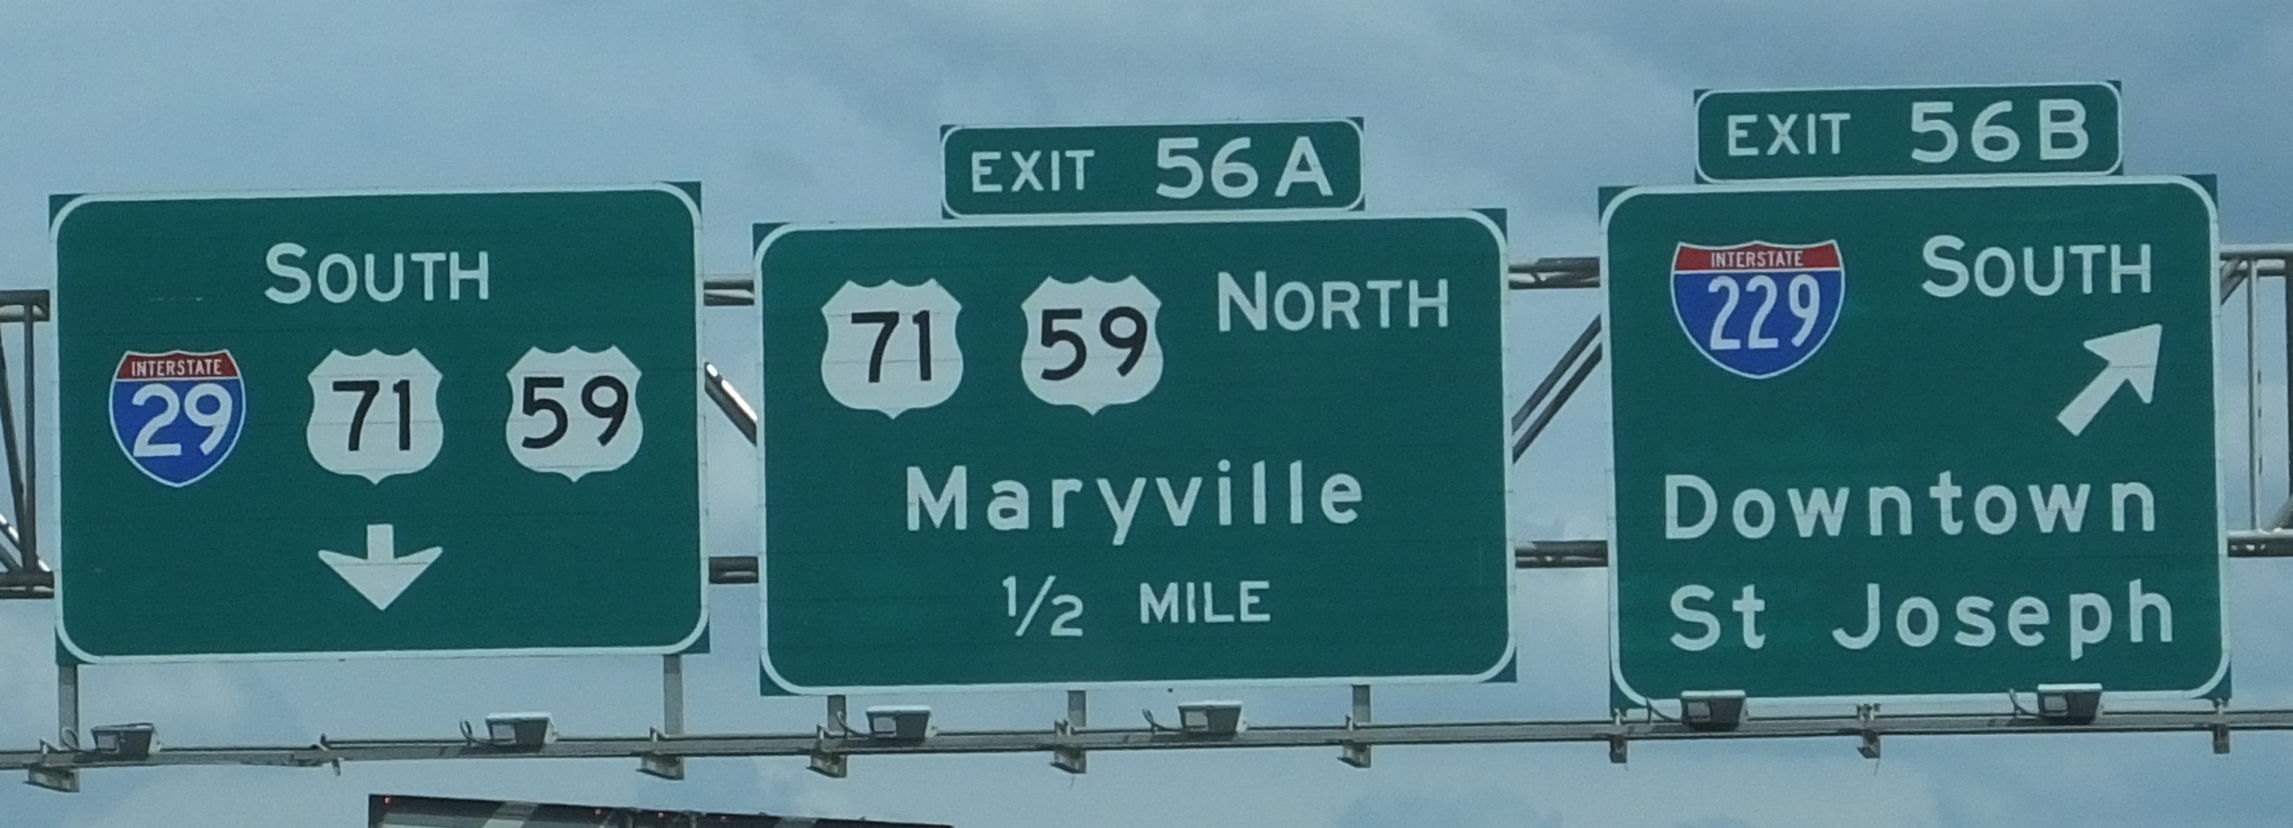 SOUTH
INTERSTATE
29
71
59
EXIT 56A
71 59 NORTH
Maryville
1/2 MILE
EXIT 56B
INTERSTATE
229
SOUTH
Downtown
St Joseph